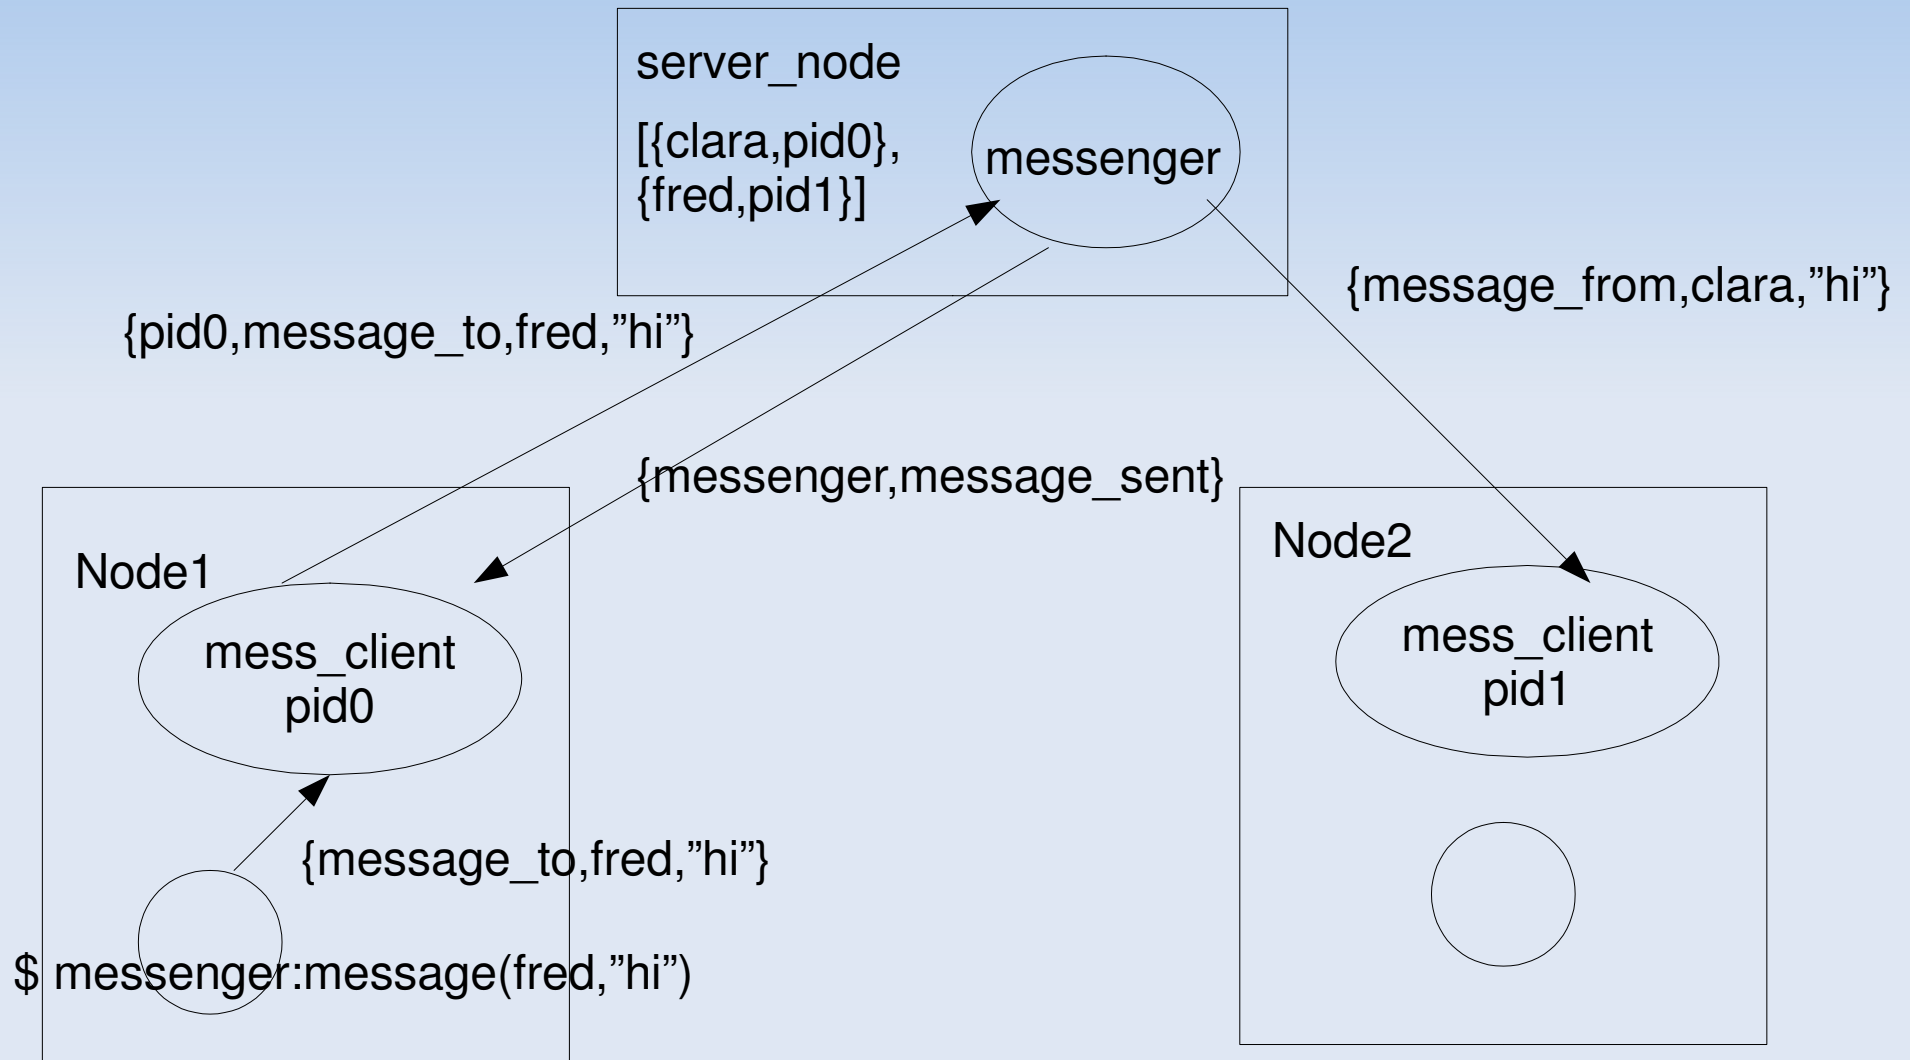 server_node
[{clara,pid0},
{fred,pid1}]
messenger
{message_from,clara,”hi”}
{pid0,message_to,fred,”hi”}
{messenger,message_sent}
Node1
mess_client
pid0
Node2
mess_client
pid1
{message_to,fred,”hi”}
$ messenger:message(fred,”hi”)